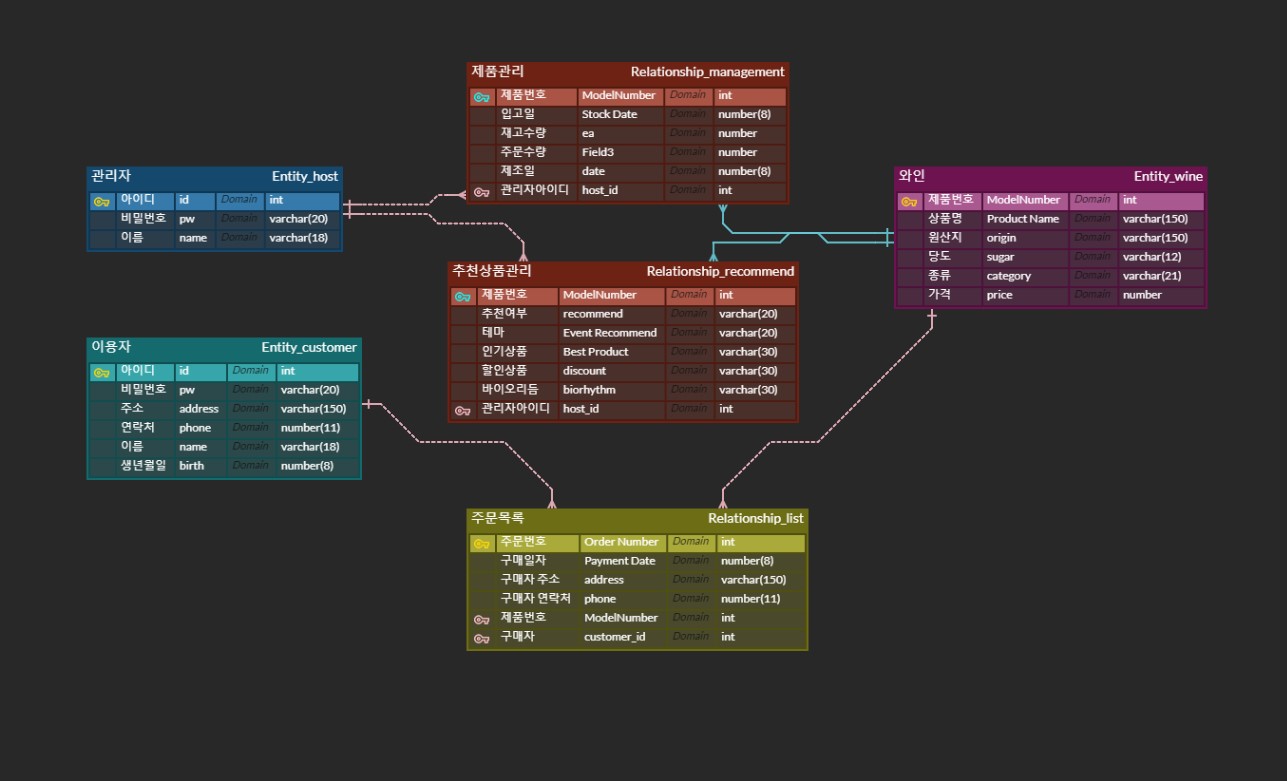 제품관리 Relationship_management
제품번호 ModelNumber Domain int
입고일 Stock Date Domain number(8)
재고수량 ea Domain number
주문수량 Field3 Domain number
제조일 date Domain number(8)
관리자아이디 host_id Domain int
관리자 Entity_host
아이디 id Domain int
비밀번호 pw Domain varchar(20)
이름 name Domain varchar(18)
와인 Entity_wine
제품번호 ModelNumber Domain int
상품명 Product Name Domain varchar(150)
원산지 origin Domain varchar(150)
당도 sugar Domain varchar(12)
종류 category Domain varchar(21)
가격 price Domain number
추천상품관리 Relationship_recommend
제품번호 ModelNumber Domain int
추천여부 recommend Domain varchar(20)
테마 Event Recommend Domain varchar(20)
인기상품 Best Product Domain varchar(30)
할인상품 discount Domain varchar(30)
바이오리듬 biorhythm Domain varchar(30)
관리자아이디 host_id Domain int
이용자 Entity_customer
아이디 id Domain int
비밀번호 pw Domain varchar(20)
주소 address Domain varchar(150)
연락처 phone Domain number(11)
이름 name Domain varchar(18)
생년월일 birth Domain number(8)
주문목록 Relationship_list
주문번호 Order Number Domain int
구매일자 Payment Date Domain number(8)
구매자 주소 address Domain varchar(150)
구매자 연락처 phone Domain number(11)
제품번호 ModelNumber Domain int
구매자 customer_id Domain int